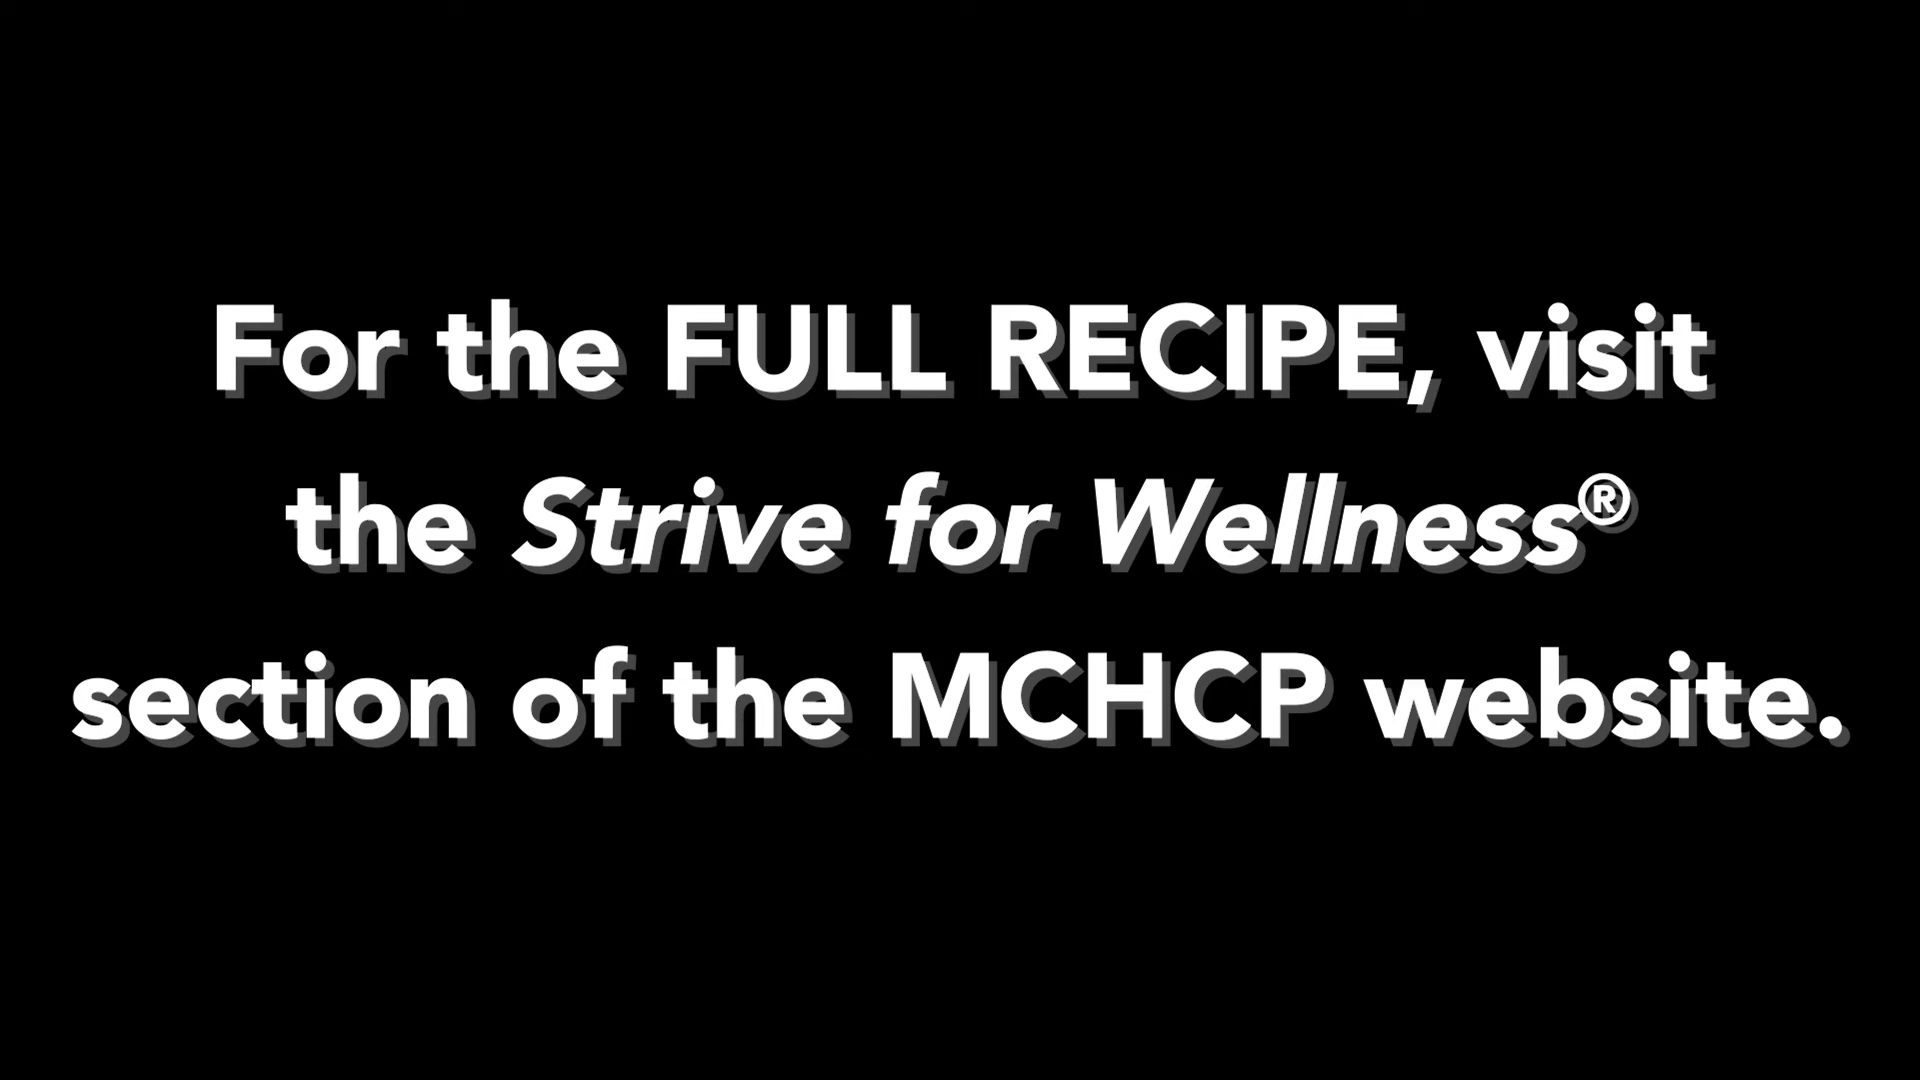 For the FULL RECIPE, visit
the Strive for Wellness®
section of the MCHCP website.